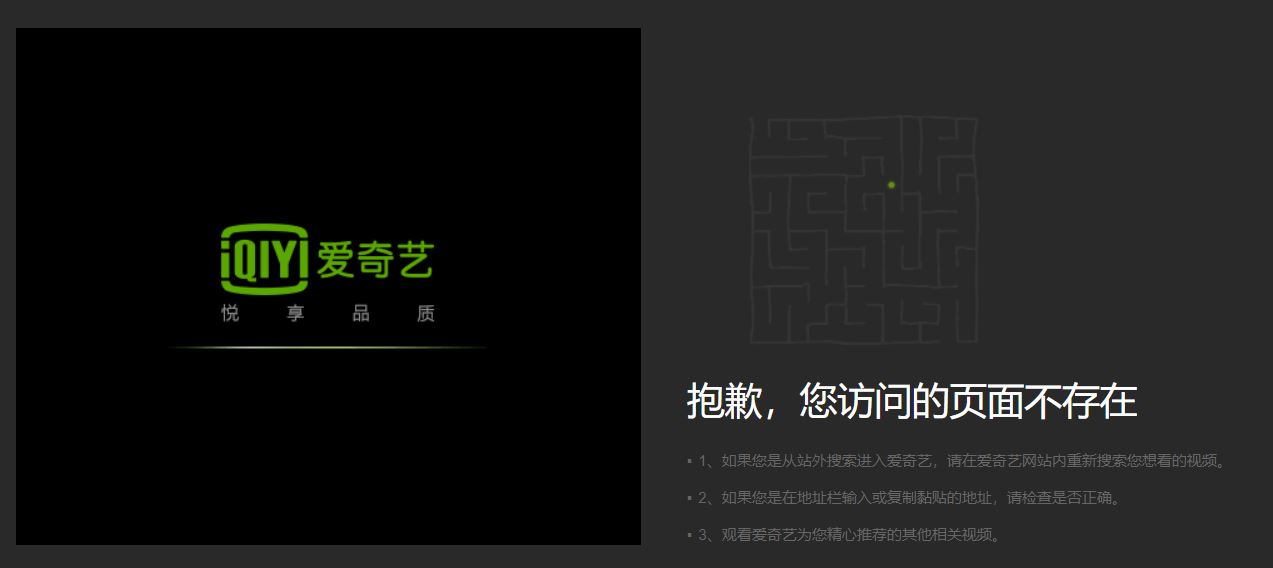 iQIYI 爱奇艺
悦享品质
抱歉，您访问的页面不存在
▪ 1、如果您是从站外搜索进入爱奇艺，请在爱奇艺网站内重新搜索您想看的视频。
▪ 2、如果您是在地址栏输入或复制黏贴的地址，请检查是否正确。
▪ 3、观看爱奇艺为您精心推荐的其他相关视频。